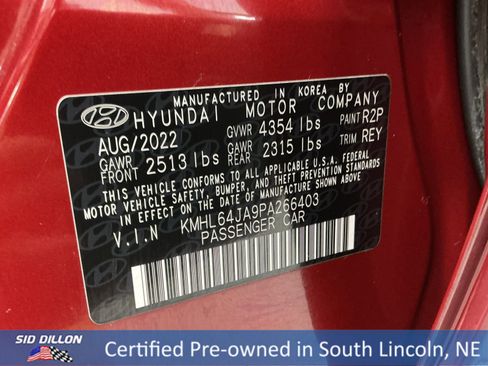 MANUFACTURED IN KOREA BY
HYUNDAI MOTOR COMPANY
AUG/2022 GVWR 4354 lbs PAINT R2P
GAWR FRONT 2513 lbs GAWR REAR 2315 lbs TRIM REY
THIS VEHICLE CONFORMS TO ALL APPLICABLE U.S.A. FEDERAL
MOTOR VEHICLE SAFETY, BUMPER, AND THEFT PREVENTION STANDARDS
IN EFFECT ON THE DATE OF MANUFACTURE SHOWN ABOVE.
V.I.N KMHL64JA9PA266403
PASSENGER CAR
SID DILLON
Certified Pre-owned in South Lincoln, NE